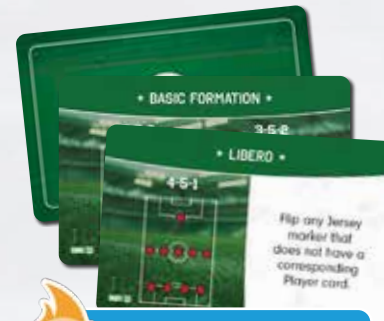 ★ BASIC FORMATION ★
3-5-2
★ LIBERO ★
4-5-1
Flip any Jersey
marker that
does not have a
corresponding
Player card.